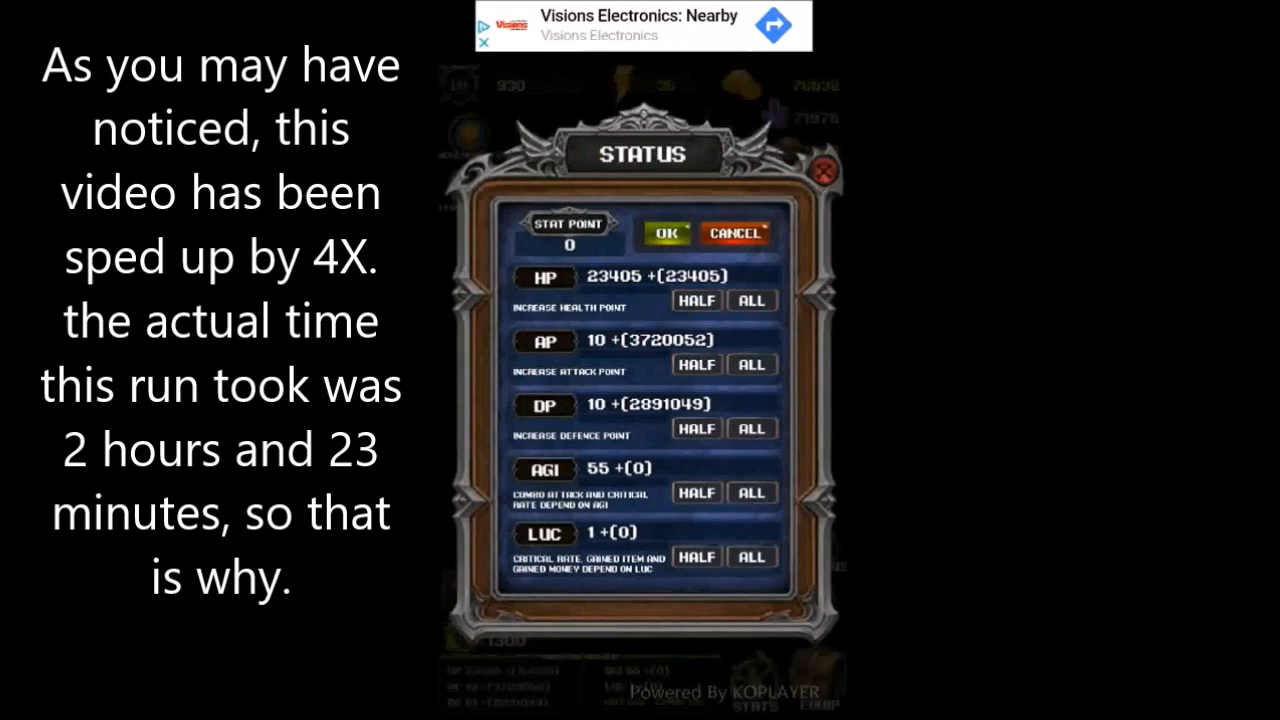 Visions Electronics: Nearby
Visions
Visions Electronics
As you may have
noticed, this
video has been
sped up by 4X.
the actual time
this run took was
2 hours and 23
minutes, so that
is why.
930
36
STATUS
STAT POINT
0
OK
CANCEL
HP 23405 +(23405)
INCREASE HEALTH POINT
HALF ALL
AP 10 +(3720052)
INCREASE ATTACK POINT
HALF ALL
DP 10 +(2891049)
INCREASE DEFENCE POINT
HALF ALL
AGI 55 +(0)
COMBO ATTACK AND CRITICAL
RATE DEPEND ON AGI
HALF ALL
LUC 1 +(0)
CRITICAL RATE, GAINED ITEM AND
GAINED MONEY DEPEND ON LUC
HALF ALL
1300
Powered By KOPLAYER
STATS